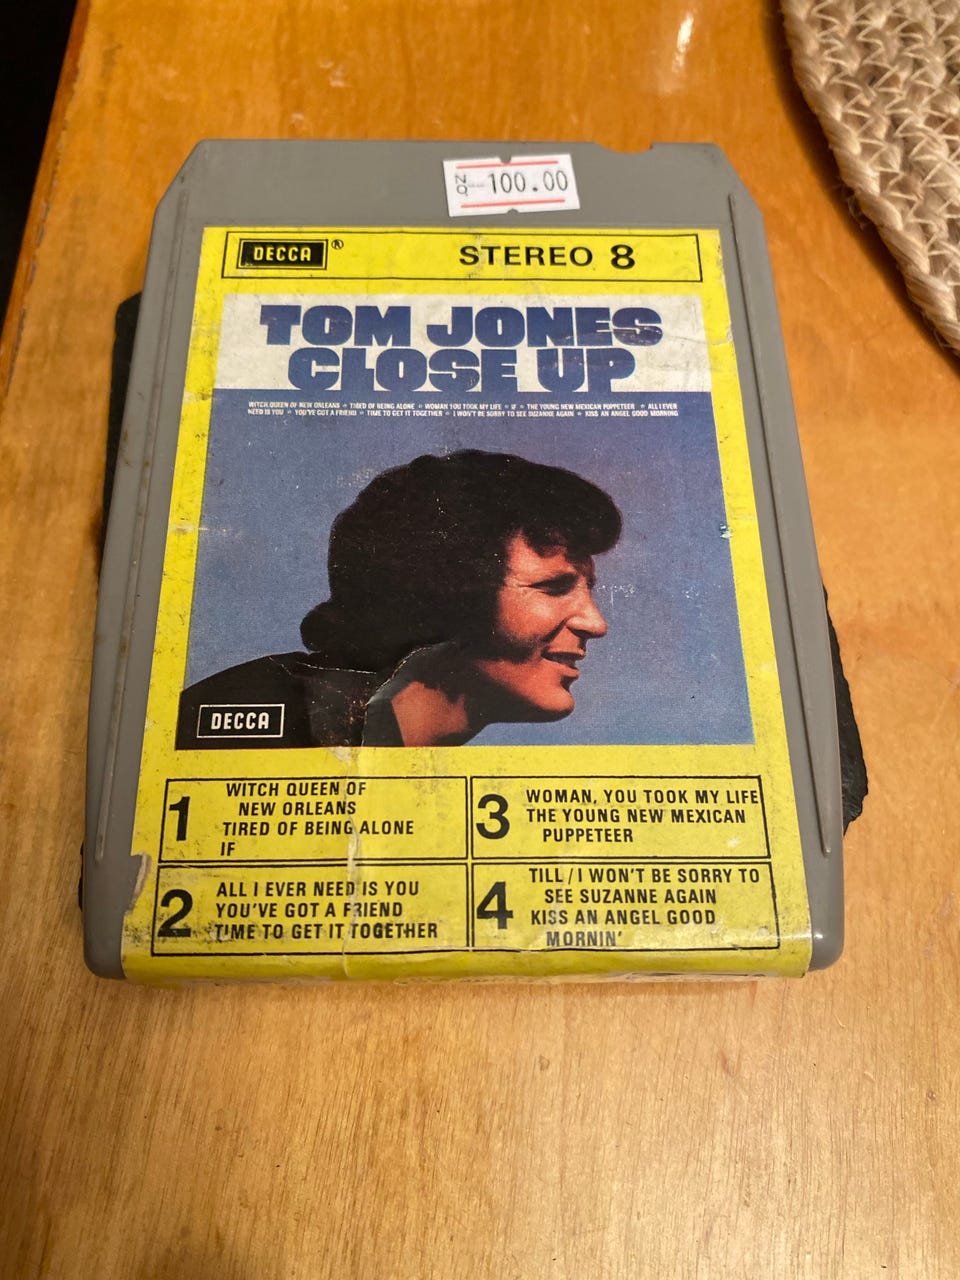 NO 100.00
DECCA ® STEREO 8
TOM JONES
CLOSE UP
WITCH QUEEN OF NEW ORLEANS ☆ TIRED OF BEING ALONE ☆ WOMAN YOU TOOK MY LIFE ☆ IF ☆ THE YOUNG NEW MEXICAN PUPPETEER ☆ ALL I EVER
NEED IS YOU ☆ YOU'VE GOT A FRIEND ☆ TIME TO GET IT TOGETHER ☆ I WON'T BE SORRY TO SEE SUZANNE AGAIN ☆ KISS AN ANGEL GOOD MORNING
DECCA
1 WITCH QUEEN OF
NEW ORLEANS
TIRED OF BEING ALONE
IF
2 ALL I EVER NEED IS YOU
YOU'VE GOT A FRIEND
TIME TO GET IT TOGETHER
3 WOMAN, YOU TOOK MY LIFE
THE YOUNG NEW MEXICAN
PUPPETEER
4 TILL/I WON'T BE SORRY TO
SEE SUZANNE AGAIN
KISS AN ANGEL GOOD
MORNIN'